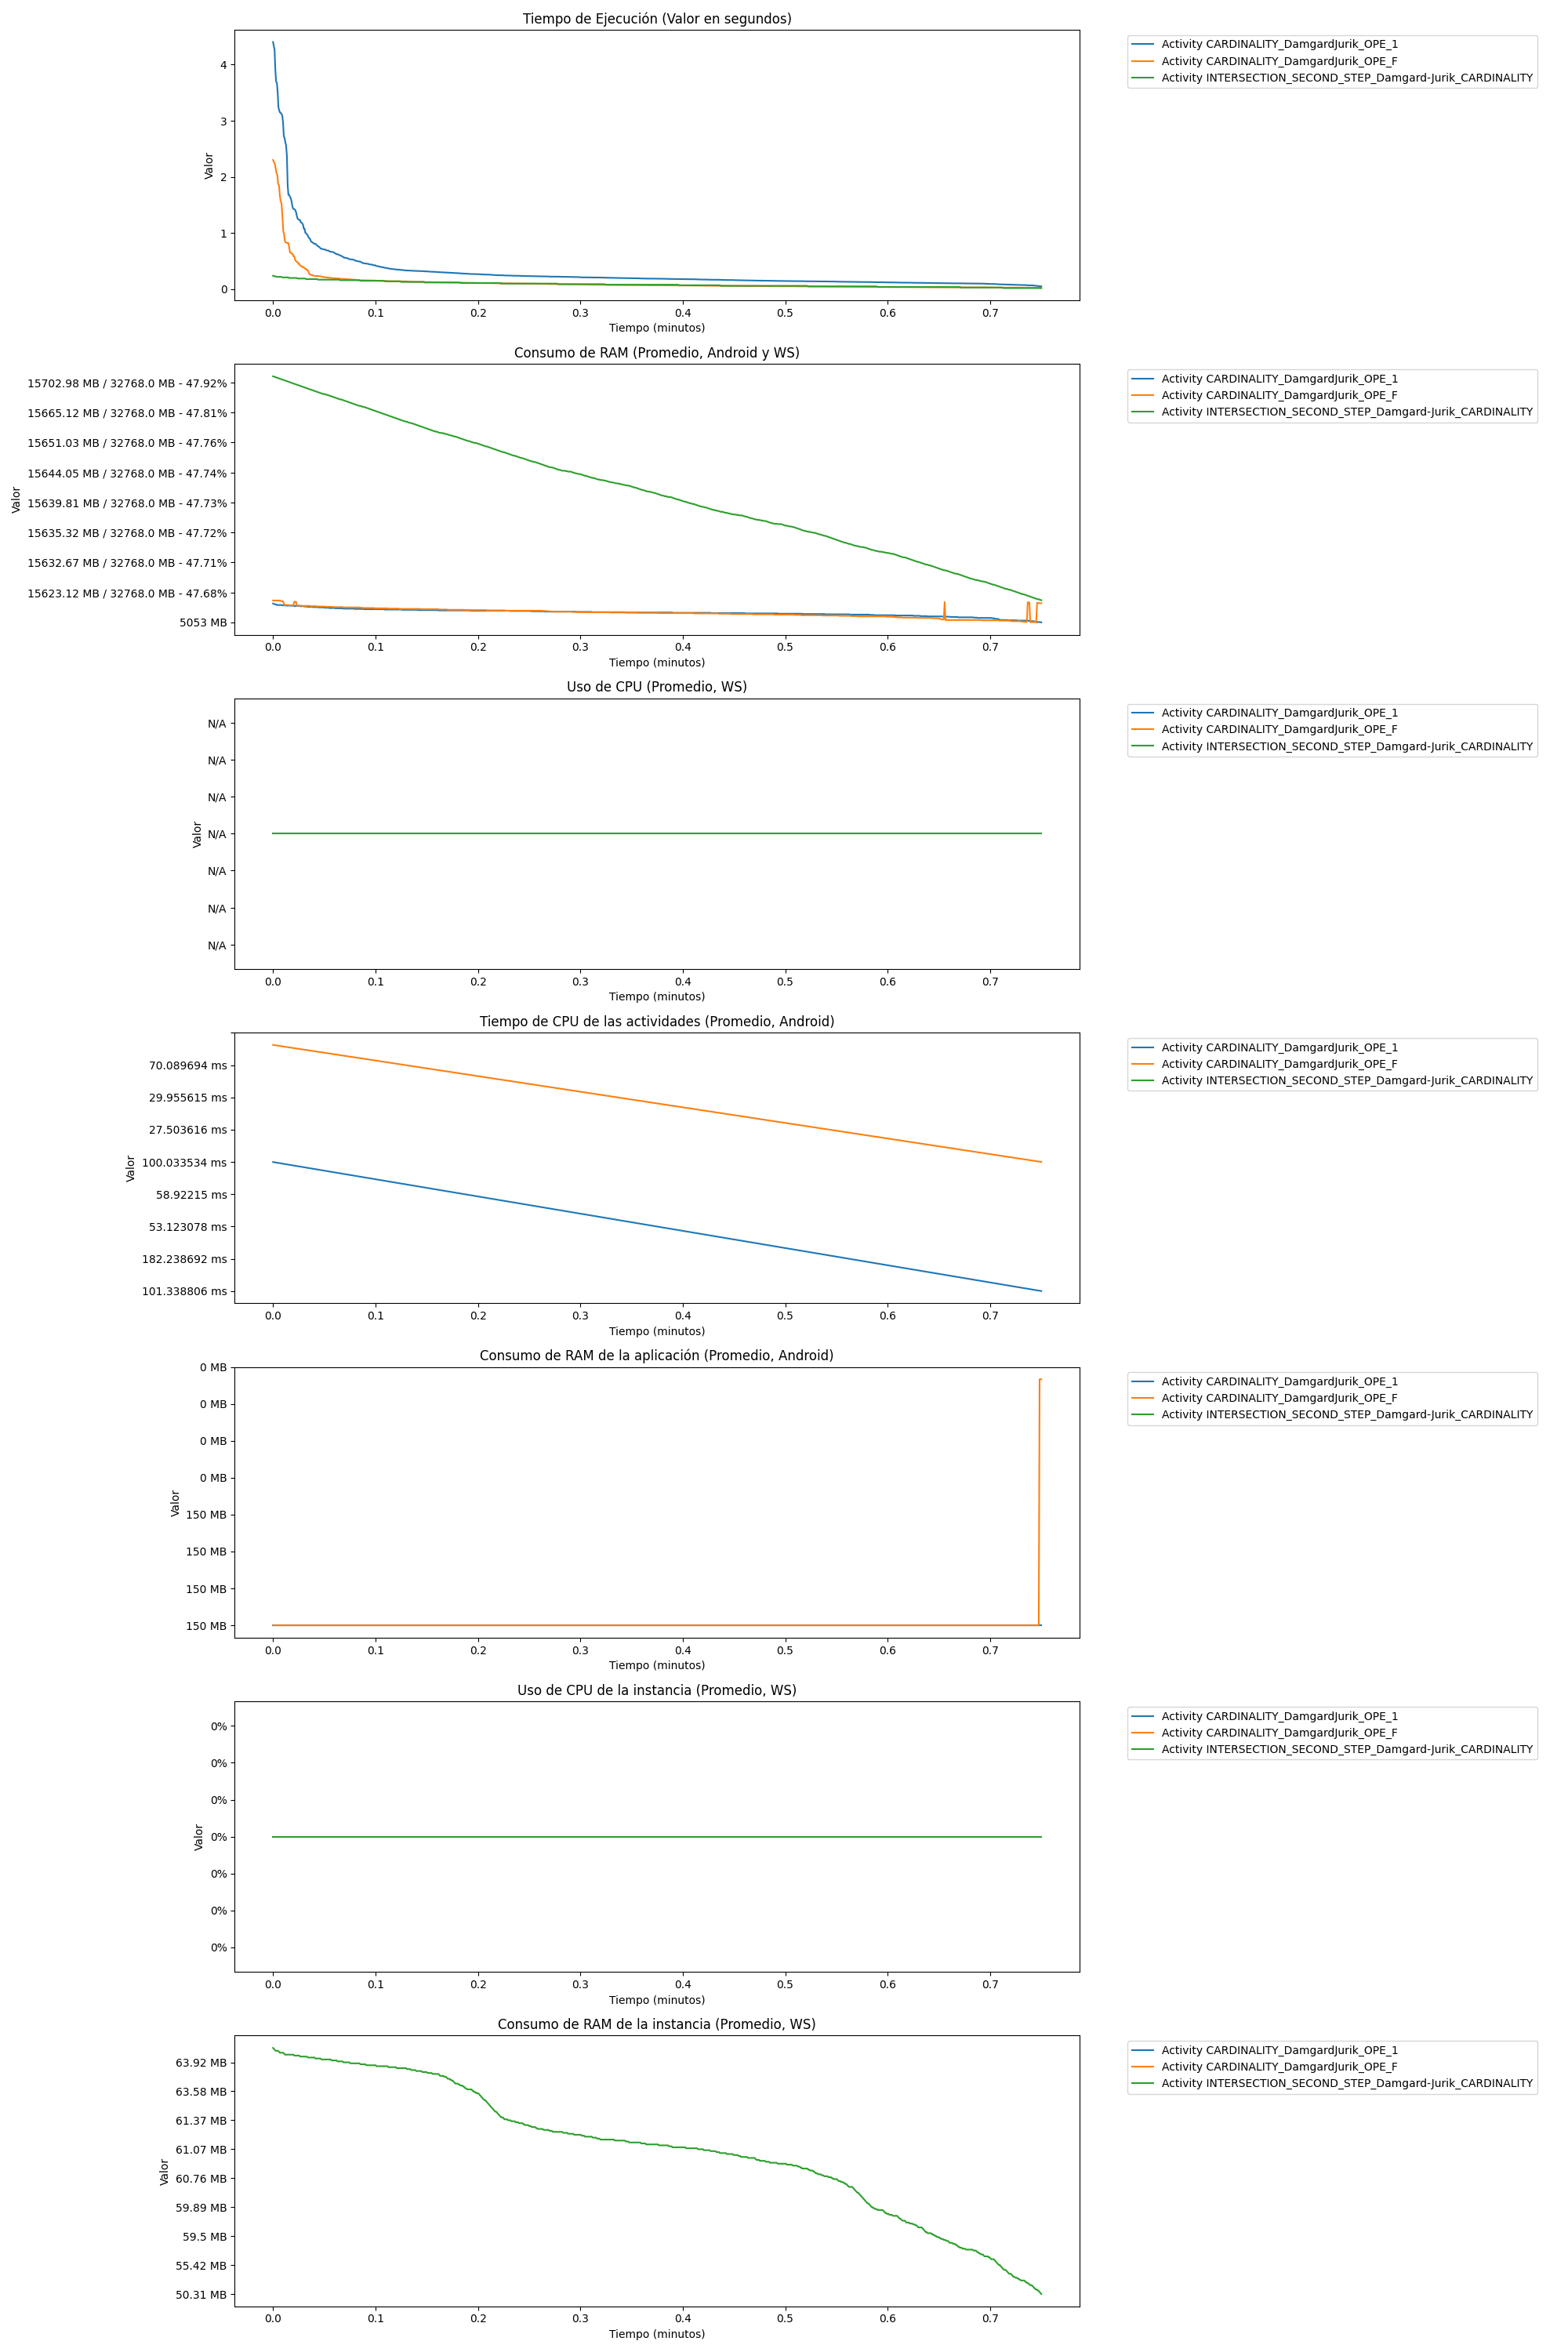 Tiempo de Ejecución (Valor en segundos)
4
3
2
1
0
Valor
0.0 0.1 0.2 0.3 0.4 0.5 0.6 0.7
Tiempo (minutos)
Activity CARDINALITY_DamgardJurik_OPE_1
Activity CARDINALITY_DamgardJurik_OPE_F
Activity INTERSECTION_SECOND_STEP_Damgard-Jurik_CARDINALITY
Consumo de RAM (Promedio, Android y WS)
15702.98 MB / 32768.0 MB - 47.92%
15665.12 MB / 32768.0 MB - 47.81%
15651.03 MB / 32768.0 MB - 47.76%
15644.05 MB / 32768.0 MB - 47.74%
15639.81 MB / 32768.0 MB - 47.73%
15635.32 MB / 32768.0 MB - 47.72%
15632.67 MB / 32768.0 MB - 47.71%
15623.12 MB / 32768.0 MB - 47.68%
5053 MB
Valor
0.0 0.1 0.2 0.3 0.4 0.5 0.6 0.7
Tiempo (minutos)
Activity CARDINALITY_DamgardJurik_OPE_1
Activity CARDINALITY_DamgardJurik_OPE_F
Activity INTERSECTION_SECOND_STEP_Damgard-Jurik_CARDINALITY
Uso de CPU (Promedio, WS)
N/A
N/A
N/A
N/A
N/A
N/A
N/A
Valor
0.0 0.1 0.2 0.3 0.4 0.5 0.6 0.7
Tiempo (minutos)
Activity CARDINALITY_DamgardJurik_OPE_1
Activity CARDINALITY_DamgardJurik_OPE_F
Activity INTERSECTION_SECOND_STEP_Damgard-Jurik_CARDINALITY
Tiempo de CPU de las actividades (Promedio, Android)
70.089694 ms
29.955615 ms
27.503616 ms
100.033534 ms
58.92215 ms
53.123078 ms
182.238692 ms
101.338806 ms
Valor
0.0 0.1 0.2 0.3 0.4 0.5 0.6 0.7
Tiempo (minutos)
Activity CARDINALITY_DamgardJurik_OPE_1
Activity CARDINALITY_DamgardJurik_OPE_F
Activity INTERSECTION_SECOND_STEP_Damgard-Jurik_CARDINALITY
Consumo de RAM de la aplicación (Promedio, Android)
0 MB
0 MB
0 MB
0 MB
150 MB
150 MB
150 MB
150 MB
Valor
0.0 0.1 0.2 0.3 0.4 0.5 0.6 0.7
Tiempo (minutos)
Activity CARDINALITY_DamgardJurik_OPE_1
Activity CARDINALITY_DamgardJurik_OPE_F
Activity INTERSECTION_SECOND_STEP_Damgard-Jurik_CARDINALITY
Uso de CPU de la instancia (Promedio, WS)
0%
0%
0%
0%
0%
0%
0%
Valor
0.0 0.1 0.2 0.3 0.4 0.5 0.6 0.7
Tiempo (minutos)
Activity CARDINALITY_DamgardJurik_OPE_1
Activity CARDINALITY_DamgardJurik_OPE_F
Activity INTERSECTION_SECOND_STEP_Damgard-Jurik_CARDINALITY
Consumo de RAM de la instancia (Promedio, WS)
63.92 MB
63.58 MB
61.37 MB
61.07 MB
60.76 MB
59.89 MB
59.5 MB
55.42 MB
50.31 MB
Valor
0.0 0.1 0.2 0.3 0.4 0.5 0.6 0.7
Tiempo (minutos)
Activity CARDINALITY_DamgardJurik_OPE_1
Activity CARDINALITY_DamgardJurik_OPE_F
Activity INTERSECTION_SECOND_STEP_Damgard-Jurik_CARDINALITY